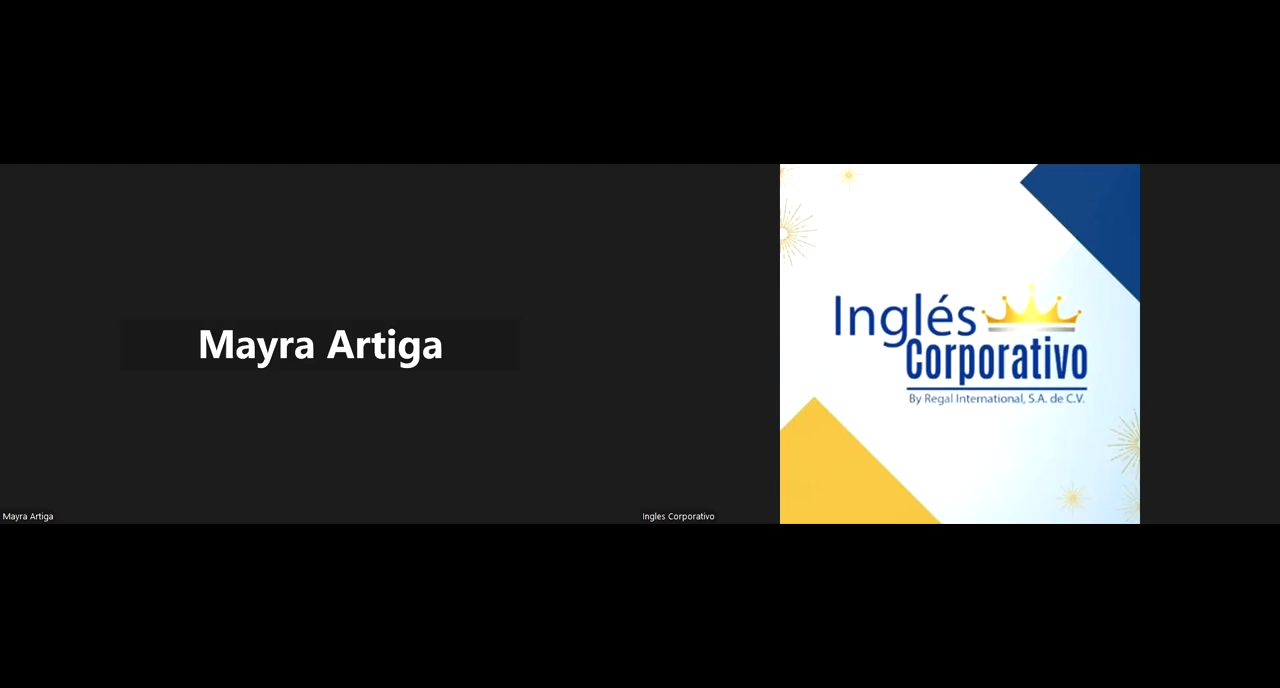 Mayra Artiga
Mayra Artiga
Inglés
Corporativo
By Regal International, S.A. de C.V.
Ingles Corporativo